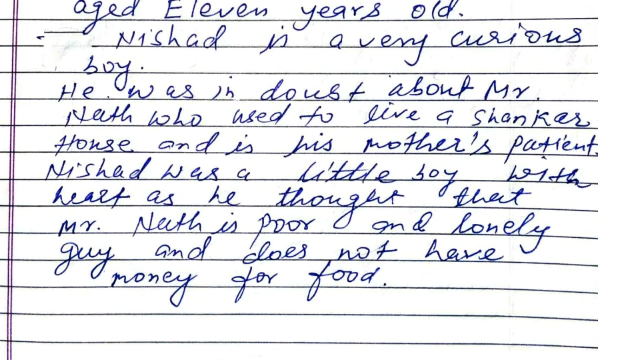 aged Eleven years old.
- Nishad is a very curious
boy.
He was in doubt about Mr.
Nath who used to live a Shankar
House and is his mother's patient.
Nishad was a little boy with
heart as he thought that
Mr. Nath is poor and lonely
guy and does not have
money for food.